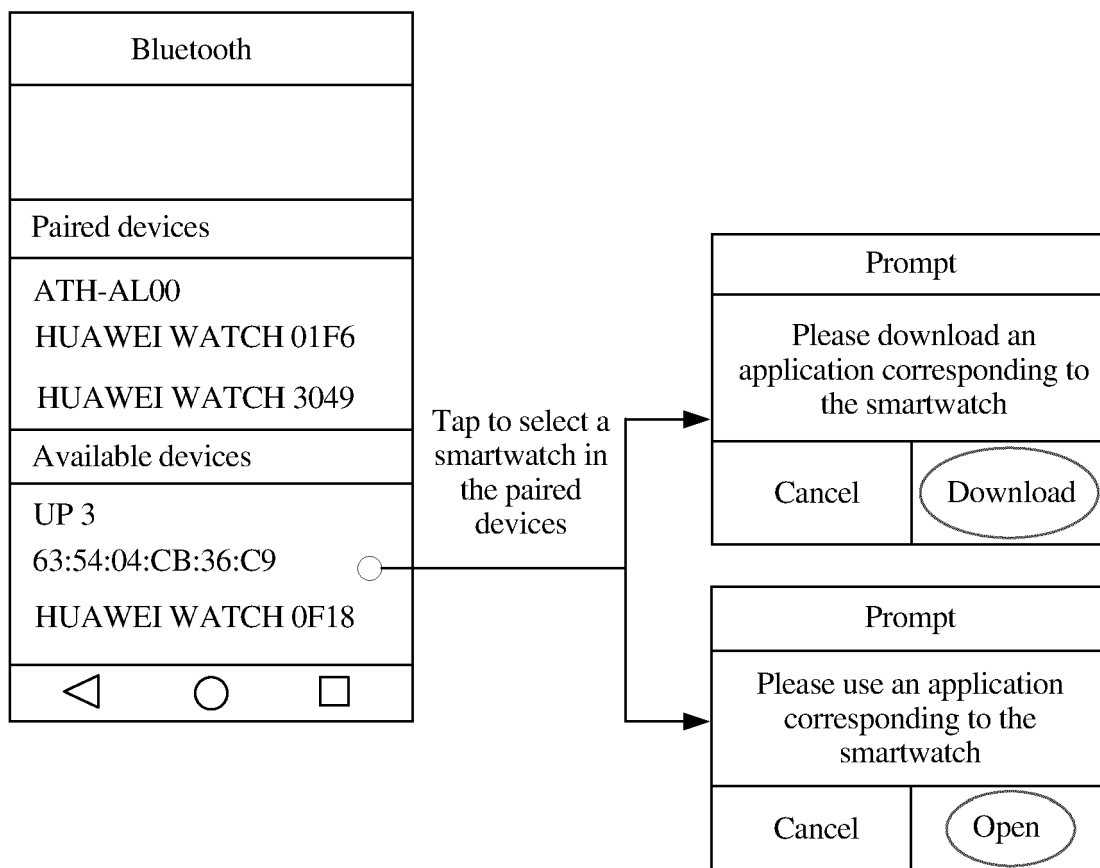 Bluetooth
Paired devices
ATH-AL00
HUAWEI WATCH 01F6
HUAWEI WATCH 3049
Available devices
UP 3
63:54:04:CB:36:C9
HUAWEI WATCH 0F18
Tap to select a
smartwatch in
the paired
devices
Prompt
Please download an
application corresponding to
the smartwatch
Cancel
Download
Prompt
Please use an application
corresponding to the
smartwatch
Cancel
Open